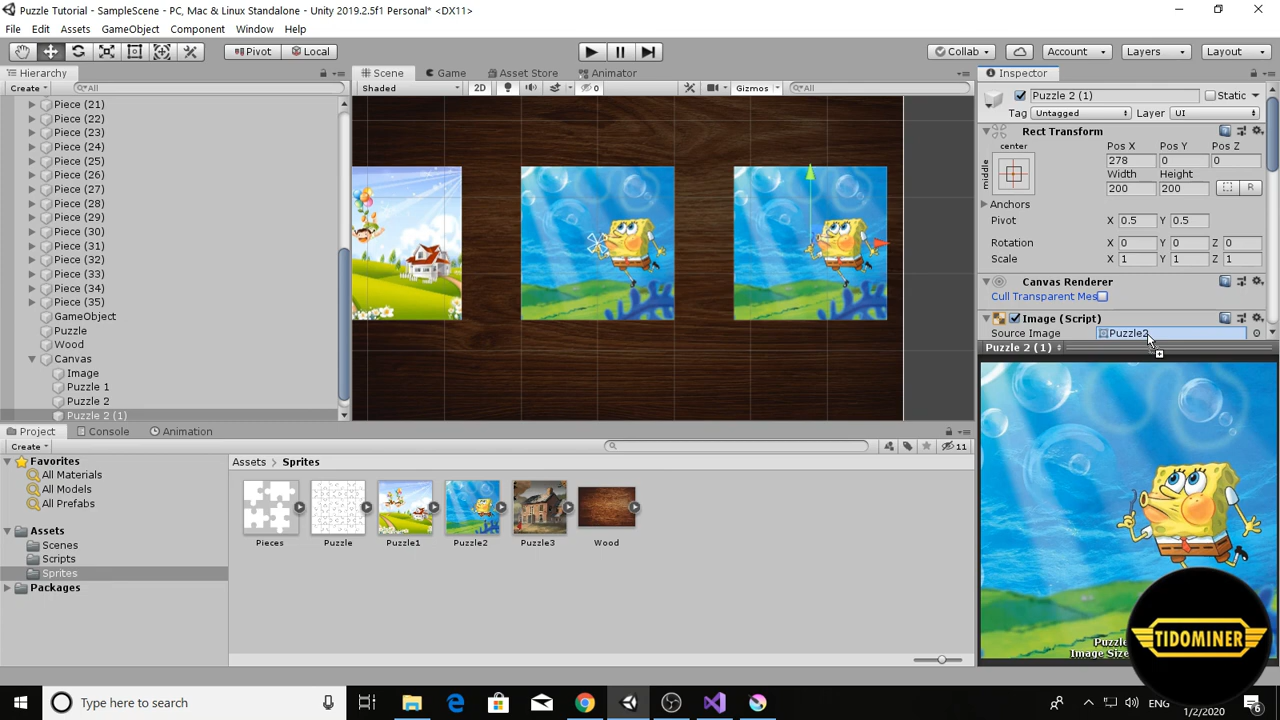 Puzzle Tutorial - SampleScene - PC, Mac & Linux Standalone - Unity 2019.2.5f1 Personal* <DX11>
File Edit Assets GameObject Component Window Help
Pivot Local Collab Account Layers Layout
Hierarchy
Create All
Piece (21)
Piece (22)
Piece (23)
Piece (24)
Piece (25)
Piece (26)
Piece (27)
Piece (28)
Piece (29)
Piece (30)
Piece (31)
Piece (32)
Piece (33)
Piece (34)
Piece (35)
GameObject
Puzzle
Wood
Canvas
Image
Puzzle 1
Puzzle 2
Puzzle 2 (1)
Scene Game Asset Store Animator
Shaded 2D 0 Gizmos All
Inspector
Puzzle 2 (1) Static
Tag Untagged Layer UI
Rect Transform
center Pos X Pos Y Pos Z
middle 278 0 0
Width Height
200 200 R
Anchors
Pivot X 0.5 Y 0.5
Rotation X 0 Y 0 Z 0
Scale X 1 Y 1 Z 1
Canvas Renderer
Cull Transparent Mes
Image (Script)
Source Image Puzzle2
Puzzle 2 (1)
Image Siz
TIDOMINER
Project Console Animation
Create 11
Favorites
All Materials
All Models
All Prefabs
Assets
Scenes
Scripts
Sprites
Packages
Assets Sprites
Pieces Puzzle Puzzle1 Puzzle2 Puzzle3 Wood
Type here to search
ENG
1/2/2020 6